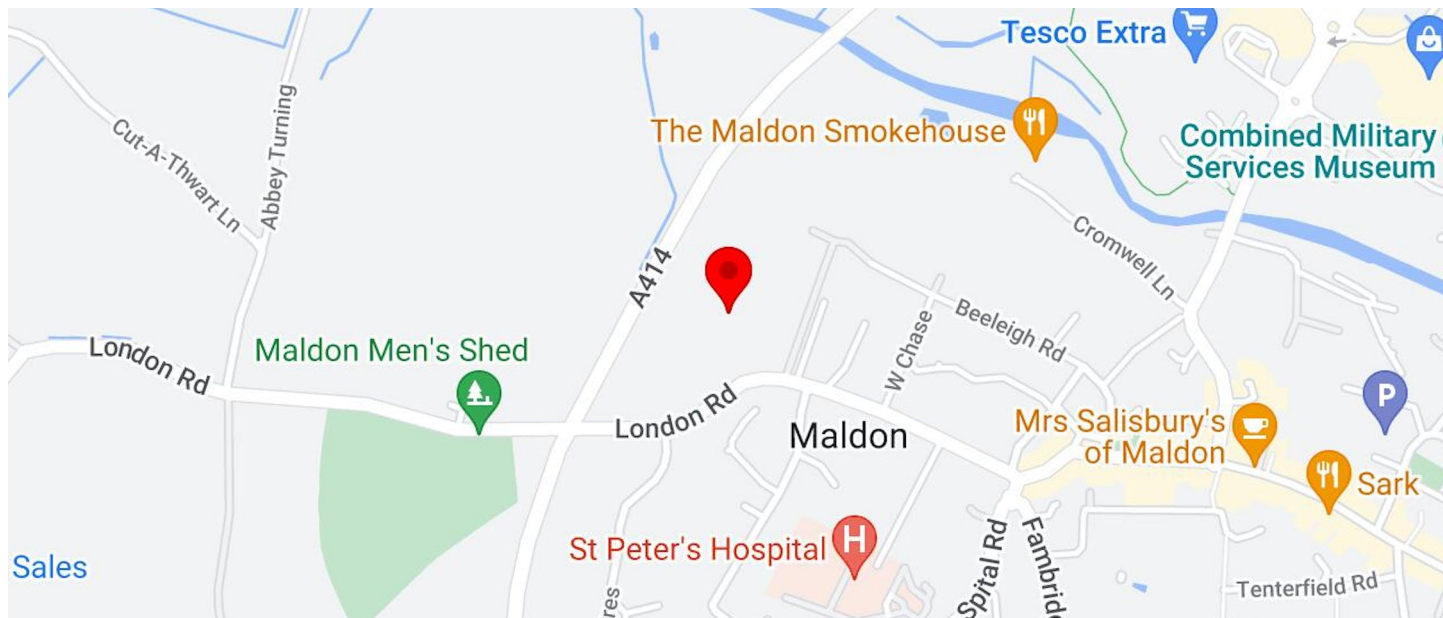 Tesco Extra
The Maldon Smokehouse
Combined Military
Services Museum
Cut-A-Thwart Ln
Abbey Turning
Cromwell Ln
A414
Beeleigh Rd
W Chase
London Rd
Maldon Men's Shed
London Rd
Maldon
Mrs Salisbury's
of Maldon
P
Sark
St Peter's Hospital
H
Sales
Spital Rd
Fambridg
Tenterfield Rd
res